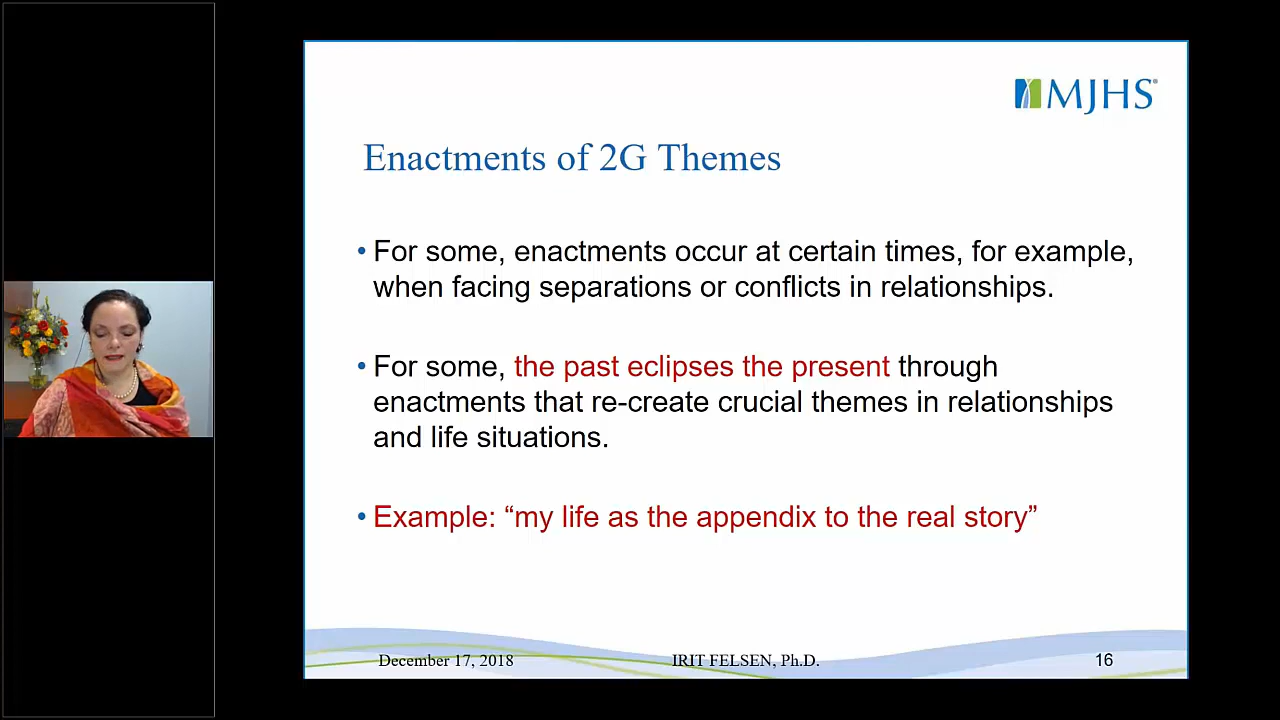 MJHS®
Enactments of 2G Themes
• For some, enactments occur at certain times, for example,
when facing separations or conflicts in relationships.
• For some, the past eclipses the present through
enactments that re-create crucial themes in relationships
and life situations.
• Example: “my life as the appendix to the real story”
December 17, 2018 IRIT FELSEN, Ph.D. 16